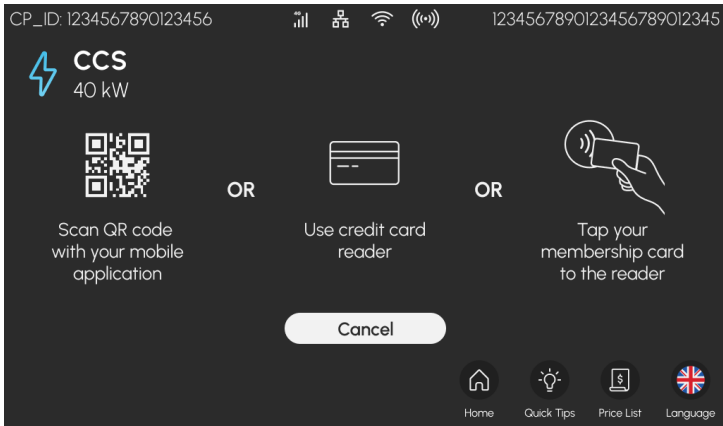 CP_ID: 1234567890123456
4G
1234567890123456789012345
CCS
40 kW
OR
OR
Scan QR code
with your mobile
application
Use credit card
reader
Tap your
membership card
to the reader
Cancel
$
Home
Quick Tips
Price List
Language